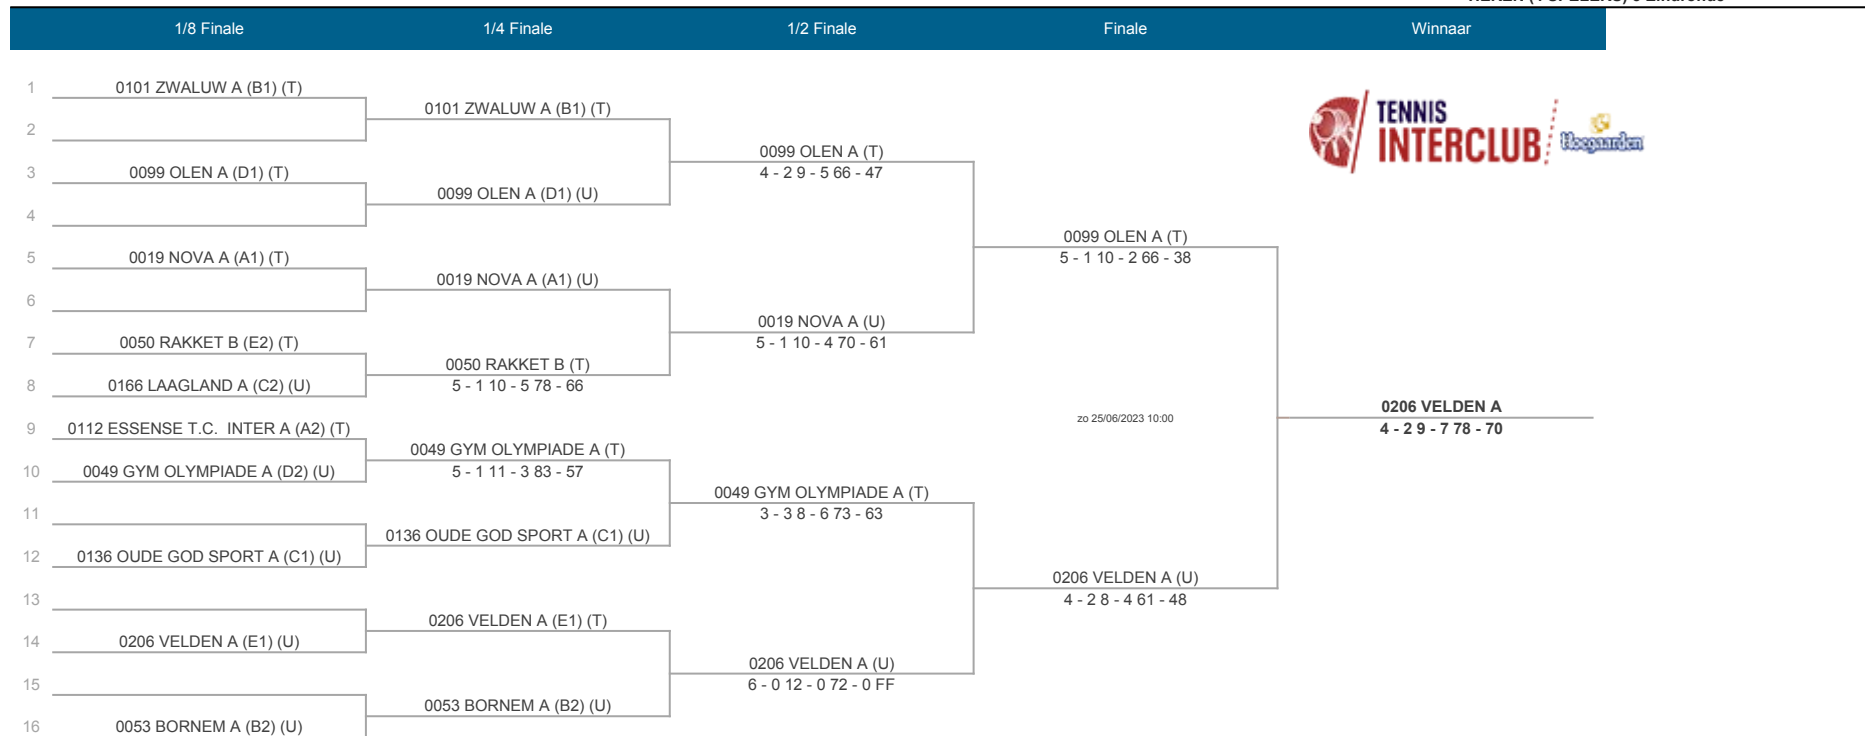 1/8 Finale 1/4 Finale 1/2 Finale Finale Winnaar
1 0101 ZWALUW A (B1) (T)
0101 ZWALUW A (B1) (T)
2
0099 OLEN A (T)
4 - 2 9 - 5 66 - 47
3 0099 OLEN A (D1) (T)
0099 OLEN A (D1) (U)
4
0099 OLEN A (T)
5 - 1 10 - 2 66 - 38
5 0019 NOVA A (A1) (T)
0019 NOVA A (A1) (U)
6
0019 NOVA A (U)
5 - 1 10 - 4 70 - 61
7 0050 RAKKET B (E2) (T)
0050 RAKKET B (T)
5 - 1 10 - 5 78 - 66
8 0166 LAAGLAND A (C2) (U)
zo 25/06/2023 10:00
0206 VELDEN A
4 - 2 9 - 7 78 - 70
9 0112 ESSENSE T.C. INTER A (A2) (T)
0049 GYM OLYMPIADE A (T)
5 - 1 11 - 3 83 - 57
10 0049 GYM OLYMPIADE A (D2) (U)
0049 GYM OLYMPIADE A (T)
3 - 3 8 - 6 73 - 63
11
0136 OUDE GOD SPORT A (C1) (U)
12 0136 OUDE GOD SPORT A (C1) (U)
0206 VELDEN A (U)
4 - 2 8 - 4 61 - 48
13
0206 VELDEN A (E1) (T)
14 0206 VELDEN A (E1) (U)
0206 VELDEN A (U)
6 - 0 12 - 0 72 - 0 FF
15
0053 BORNEM A (B2) (U)
16 0053 BORNEM A (B2) (U)
TENNIS
INTERCLUB
Hoegaarden